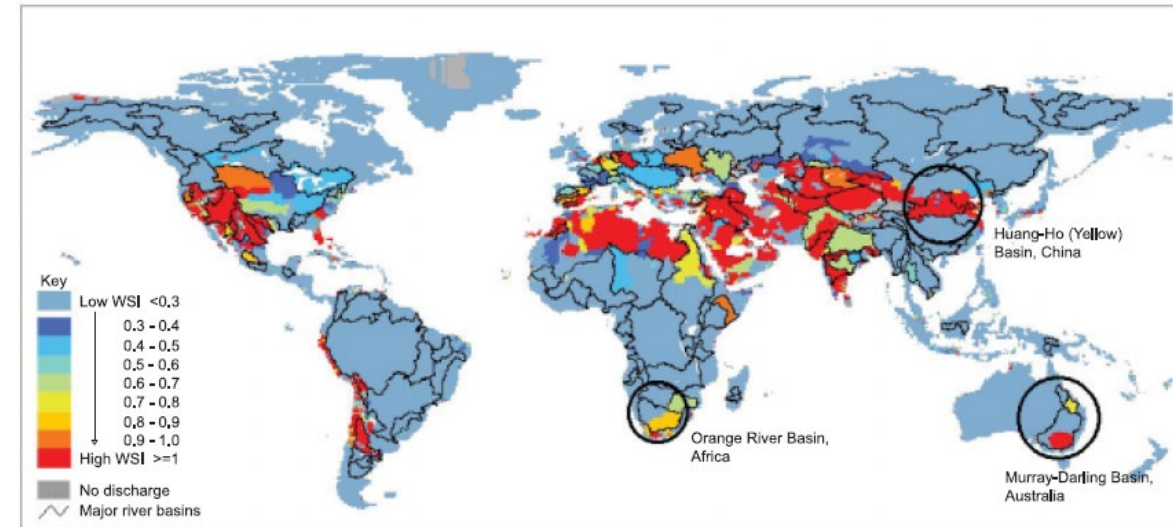 Huang-Ho (Yellow)
Basin, China
Key
Low WSI <0.3
0.3 - 0.4
0.4 - 0.5
0.5 - 0.6
0.6 - 0.7
0.7 - 0.8
0.8 - 0.9
0.9 - 1.0
High WSI >=1
No discharge
Major river basins
Orange River Basin,
Africa
Murray-Darling Basin,
Australia